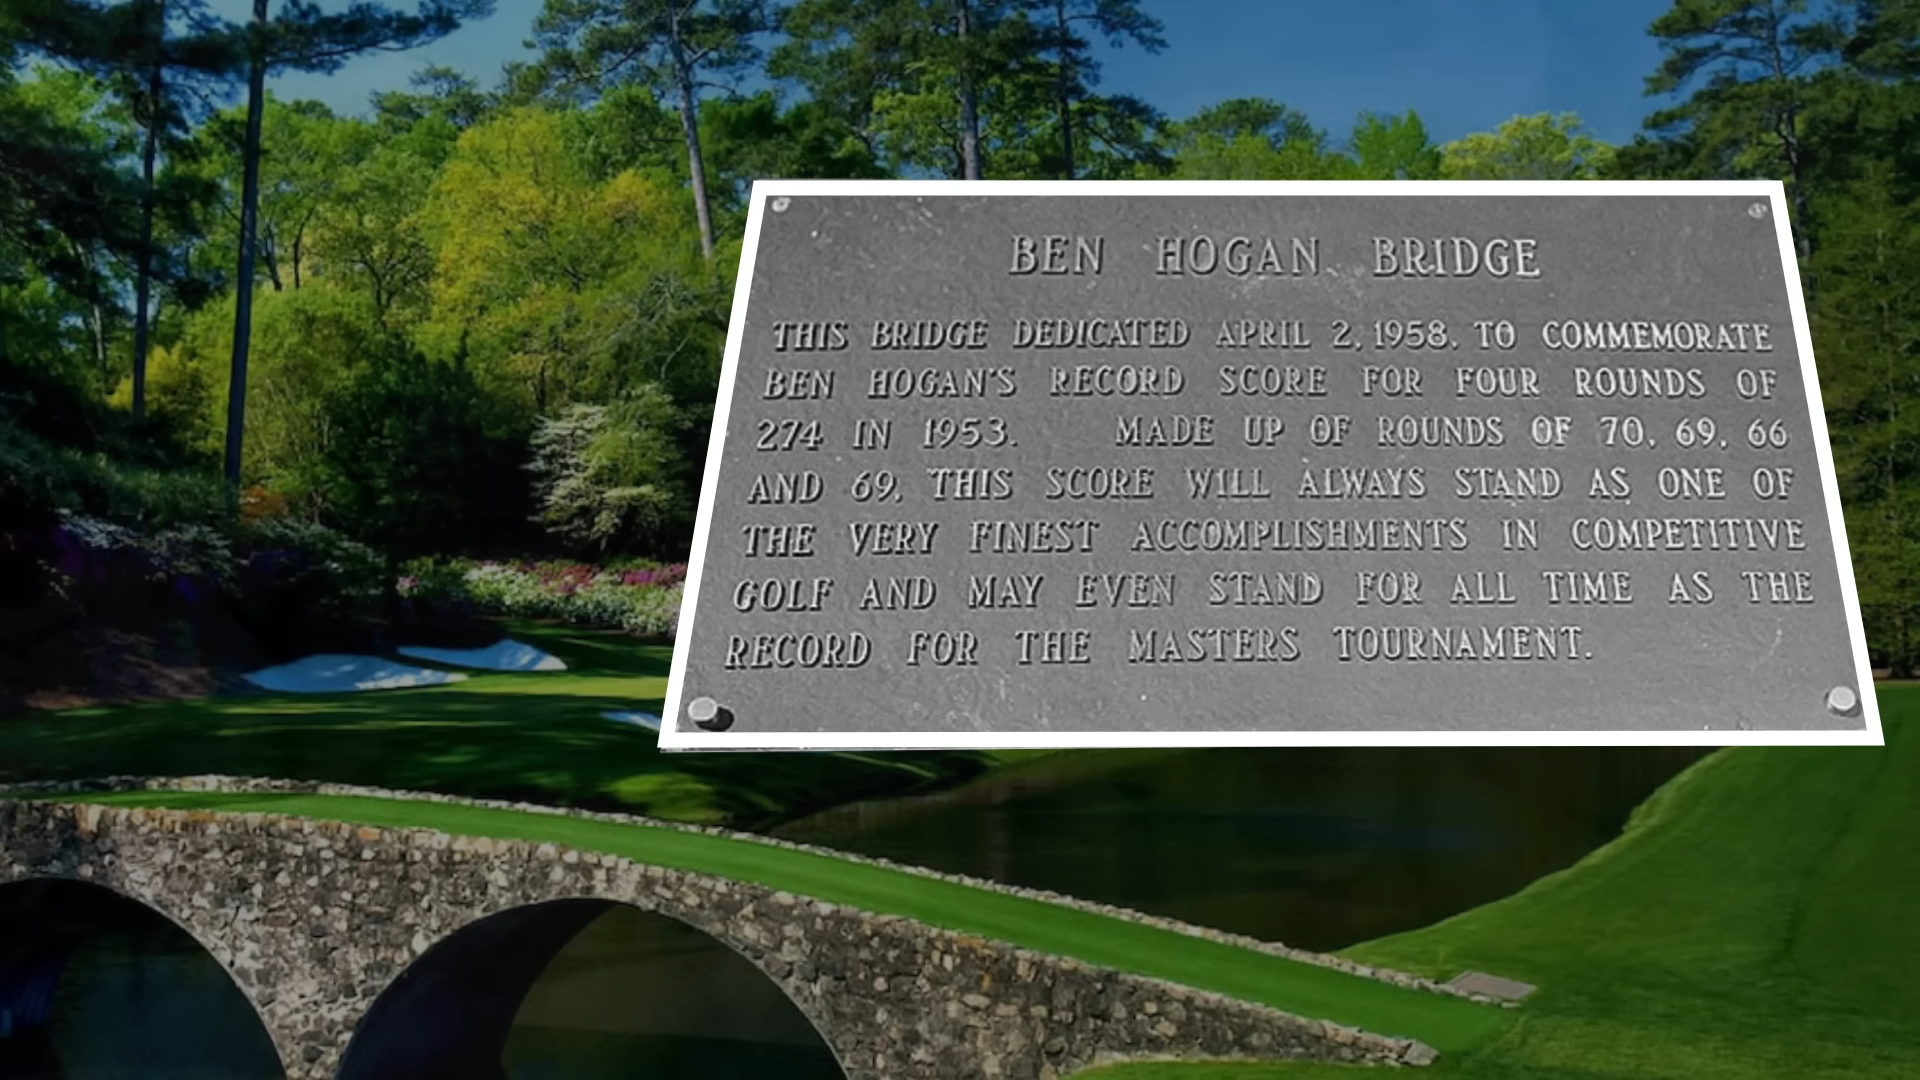 BEN HOGAN BRIDGE
THIS BRIDGE DEDICATED APRIL 2, 1958, TO COMMEMORATE
BEN HOGAN'S RECORD SCORE FOR FOUR ROUNDS OF
274 IN 1953. MADE UP OF ROUNDS OF 70, 69, 66
AND 69, THIS SCORE WILL ALWAYS STAND AS ONE OF
THE VERY FINEST ACCOMPLISHMENTS IN COMPETITIVE
GOLF AND MAY EVEN STAND FOR ALL TIME AS THE
RECORD FOR THE MASTERS TOURNAMENT.